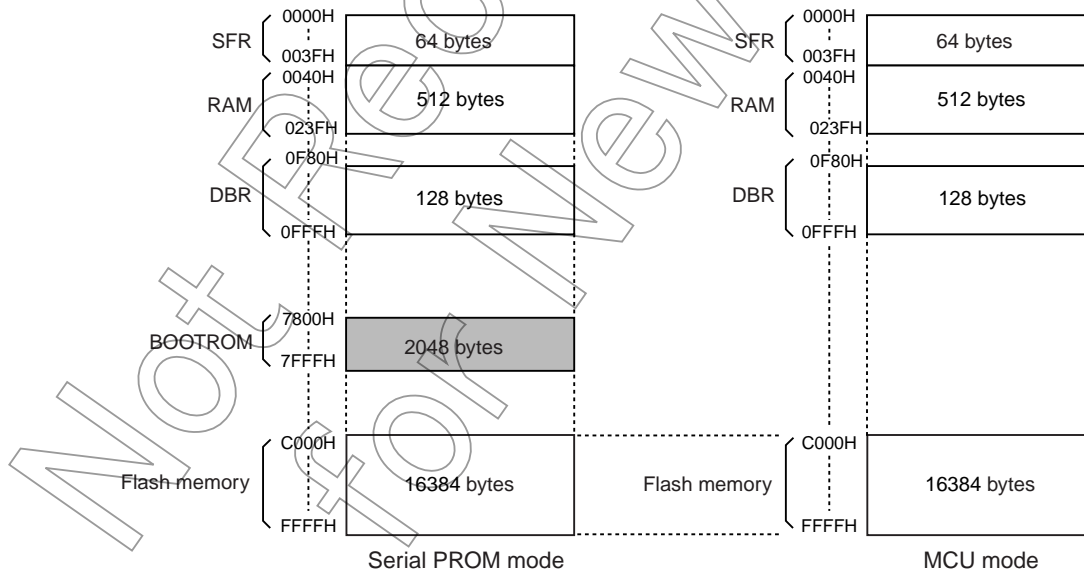 0000H
SFR
64 bytes
003FH
0040H
RAM
512 bytes
023FH
0F80H
DBR
128 bytes
0FFFH
7800H
BOOTROM
2048 bytes
7FFFH
C000H
Flash memory
16384 bytes
FFFFH
Serial PROM mode
0000H
SFR
64 bytes
003FH
0040H
RAM
512 bytes
023FH
0F80H
DBR
128 bytes
0FFFH
C000H
Flash memory
16384 bytes
FFFFH
MCU mode
Not Reco
for New